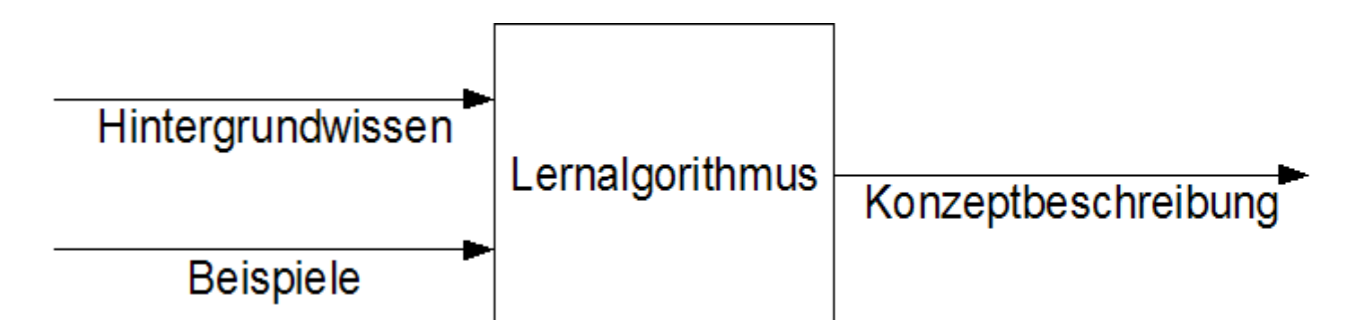 Hintergrundwissen
Lernalgorithmus
Konzeptbeschreibung
Beispiele